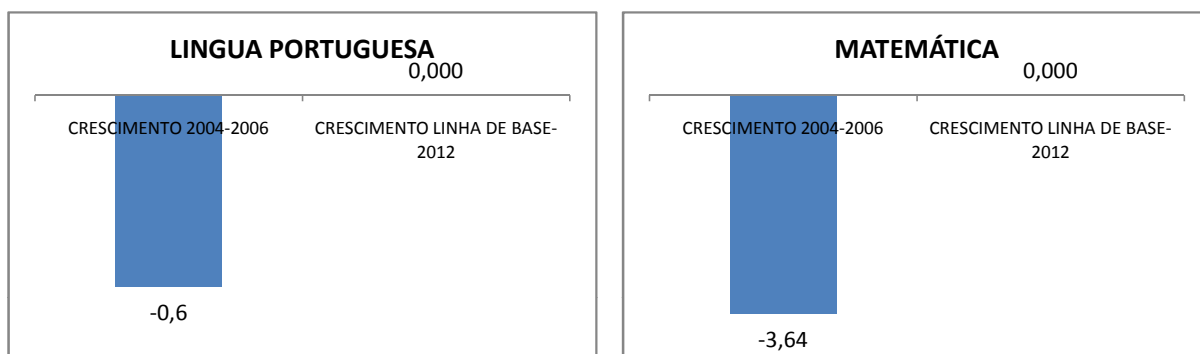 LINGUA PORTUGUESA
0,000
CRESCIMENTO 2004-2006
CRESCIMENTO LINHA DE BASE-
2012
-0,6
MATEMÁTICA
0,000
CRESCIMENTO 2004-2006
CRESCIMENTO LINHA DE BASE-
2012
-3,64